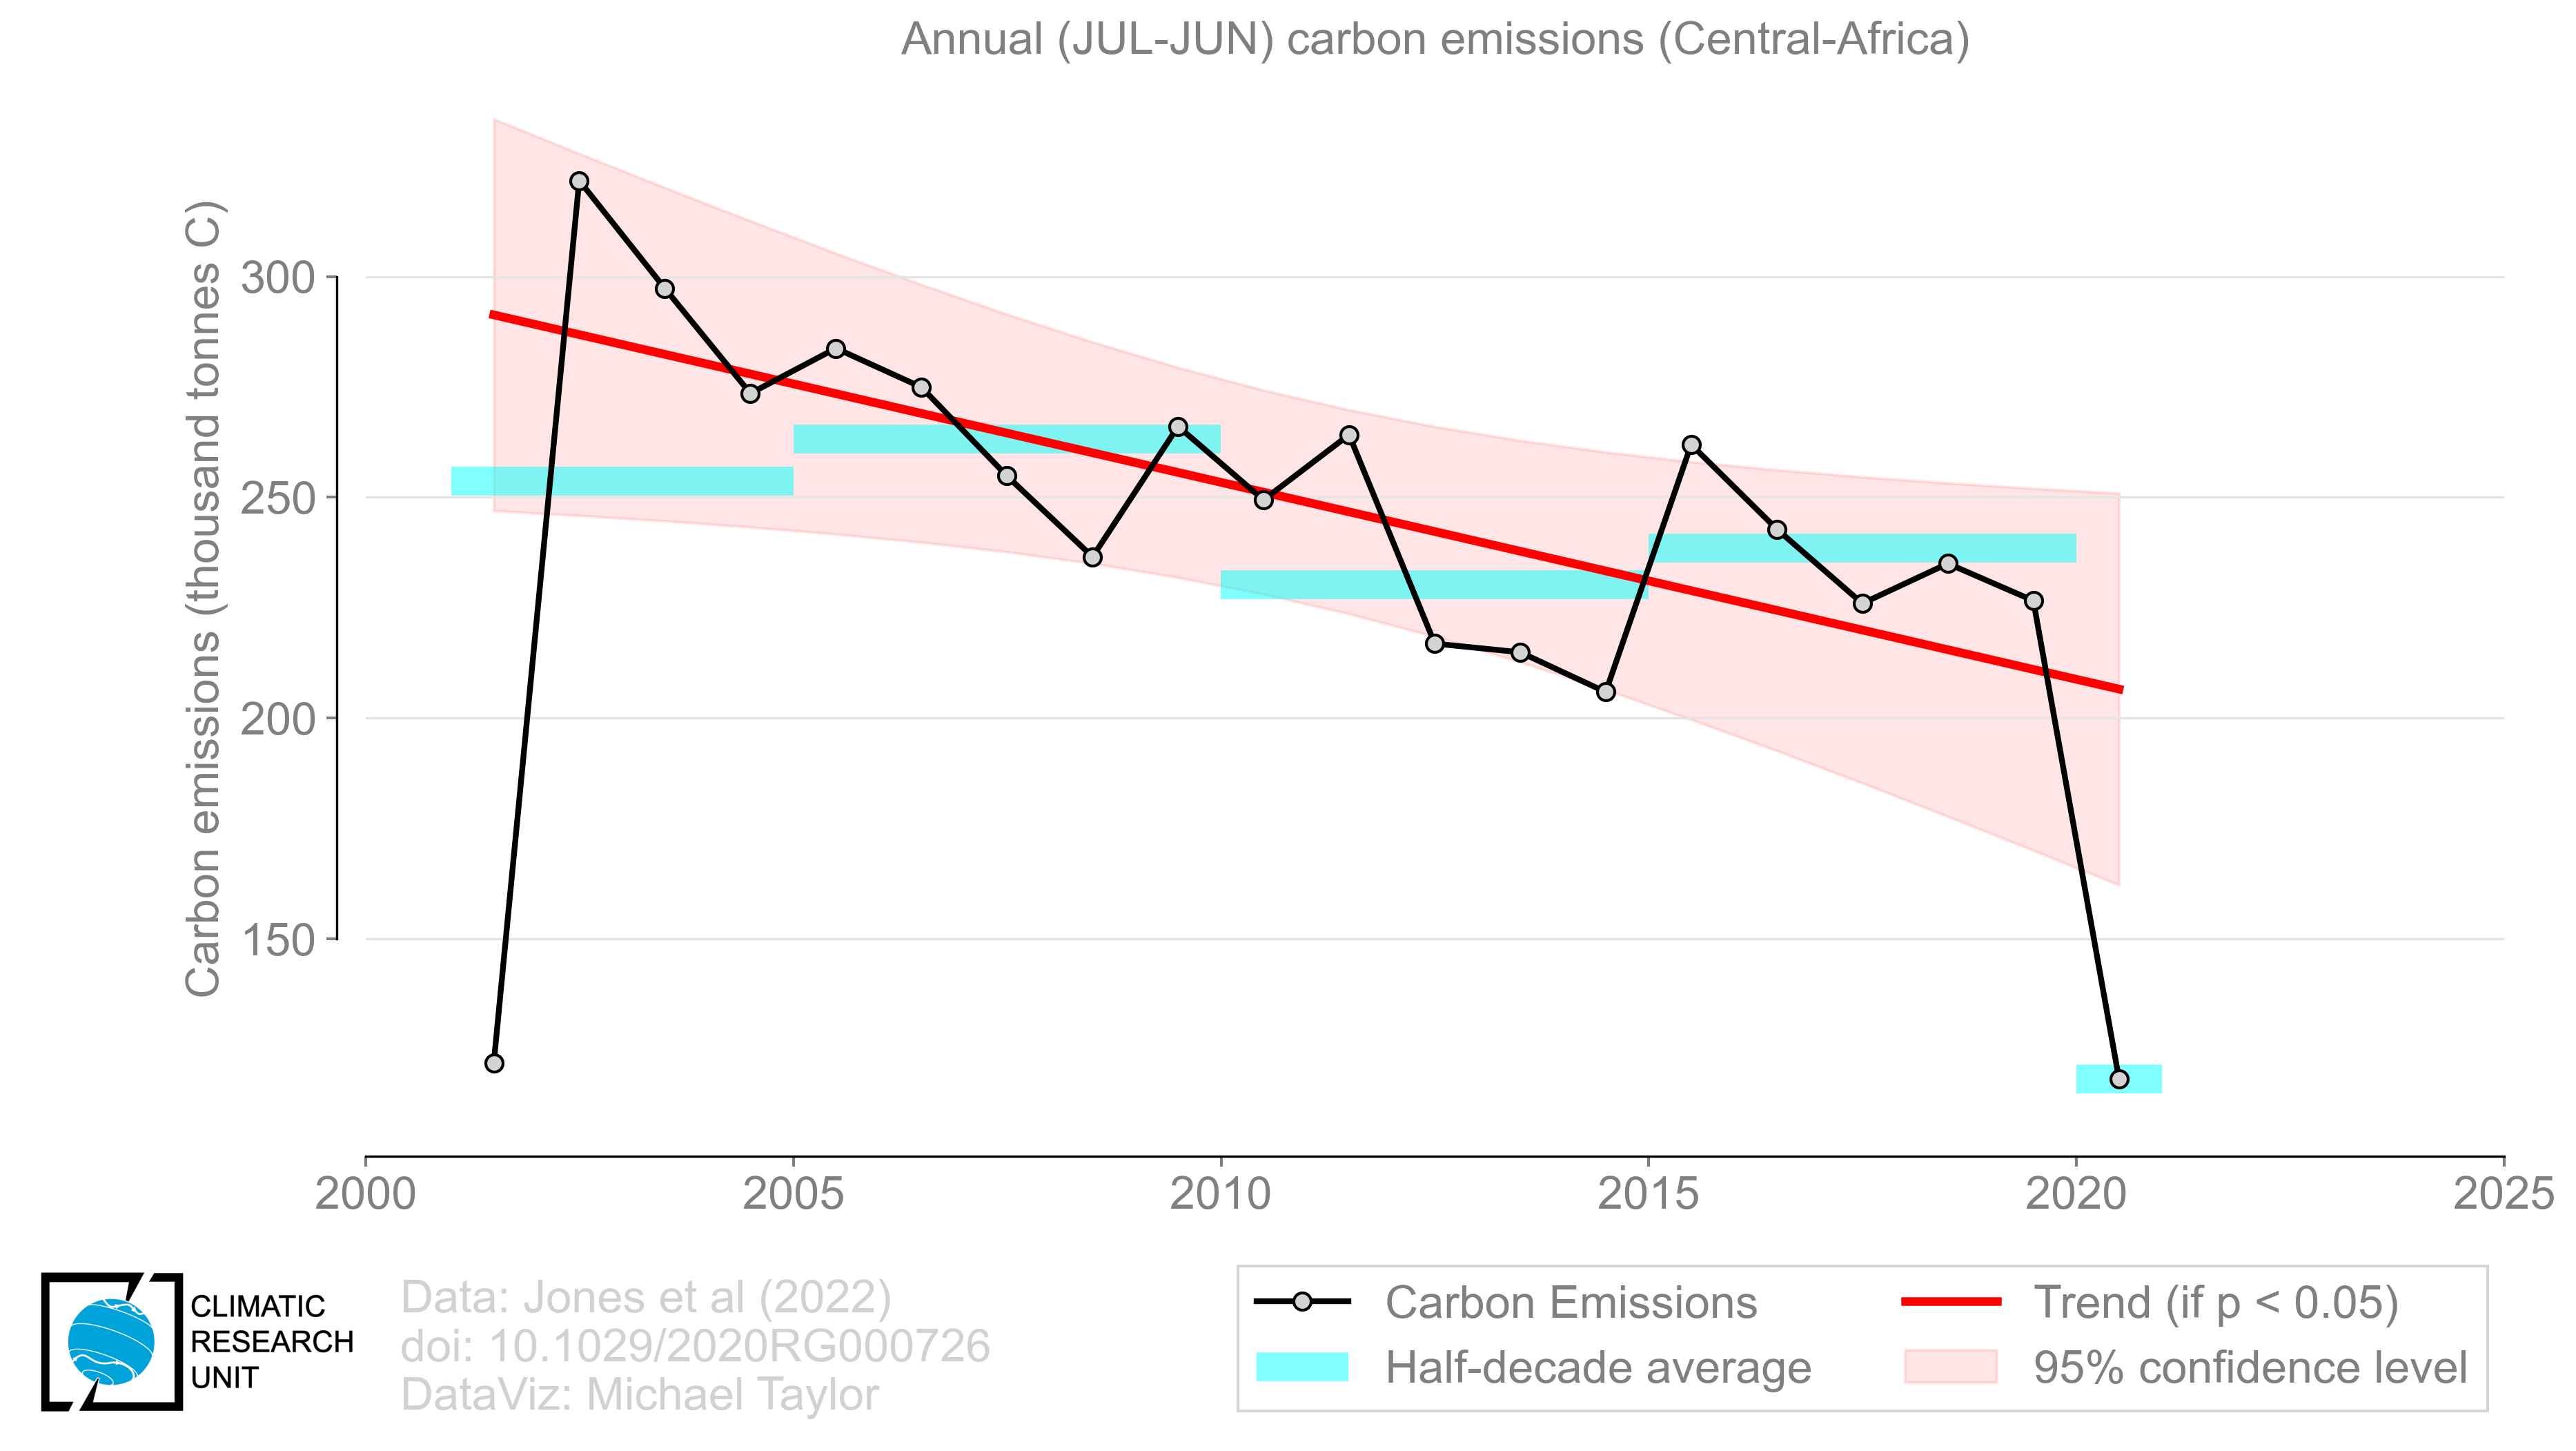 Annual (JUL-JUN) carbon emissions (Central-Africa)
Carbon emissions (thousand tonnes C)
300
250
200
150
2000 2005 2010 2015 2020 2025
CLIMATIC
RESEARCH
UNIT
Data: Jones et al (2022)
doi: 10.1029/2020RG000726
DataViz: Michael Taylor
Carbon Emissions
Half-decade average
Trend (if p < 0.05)
95% confidence level